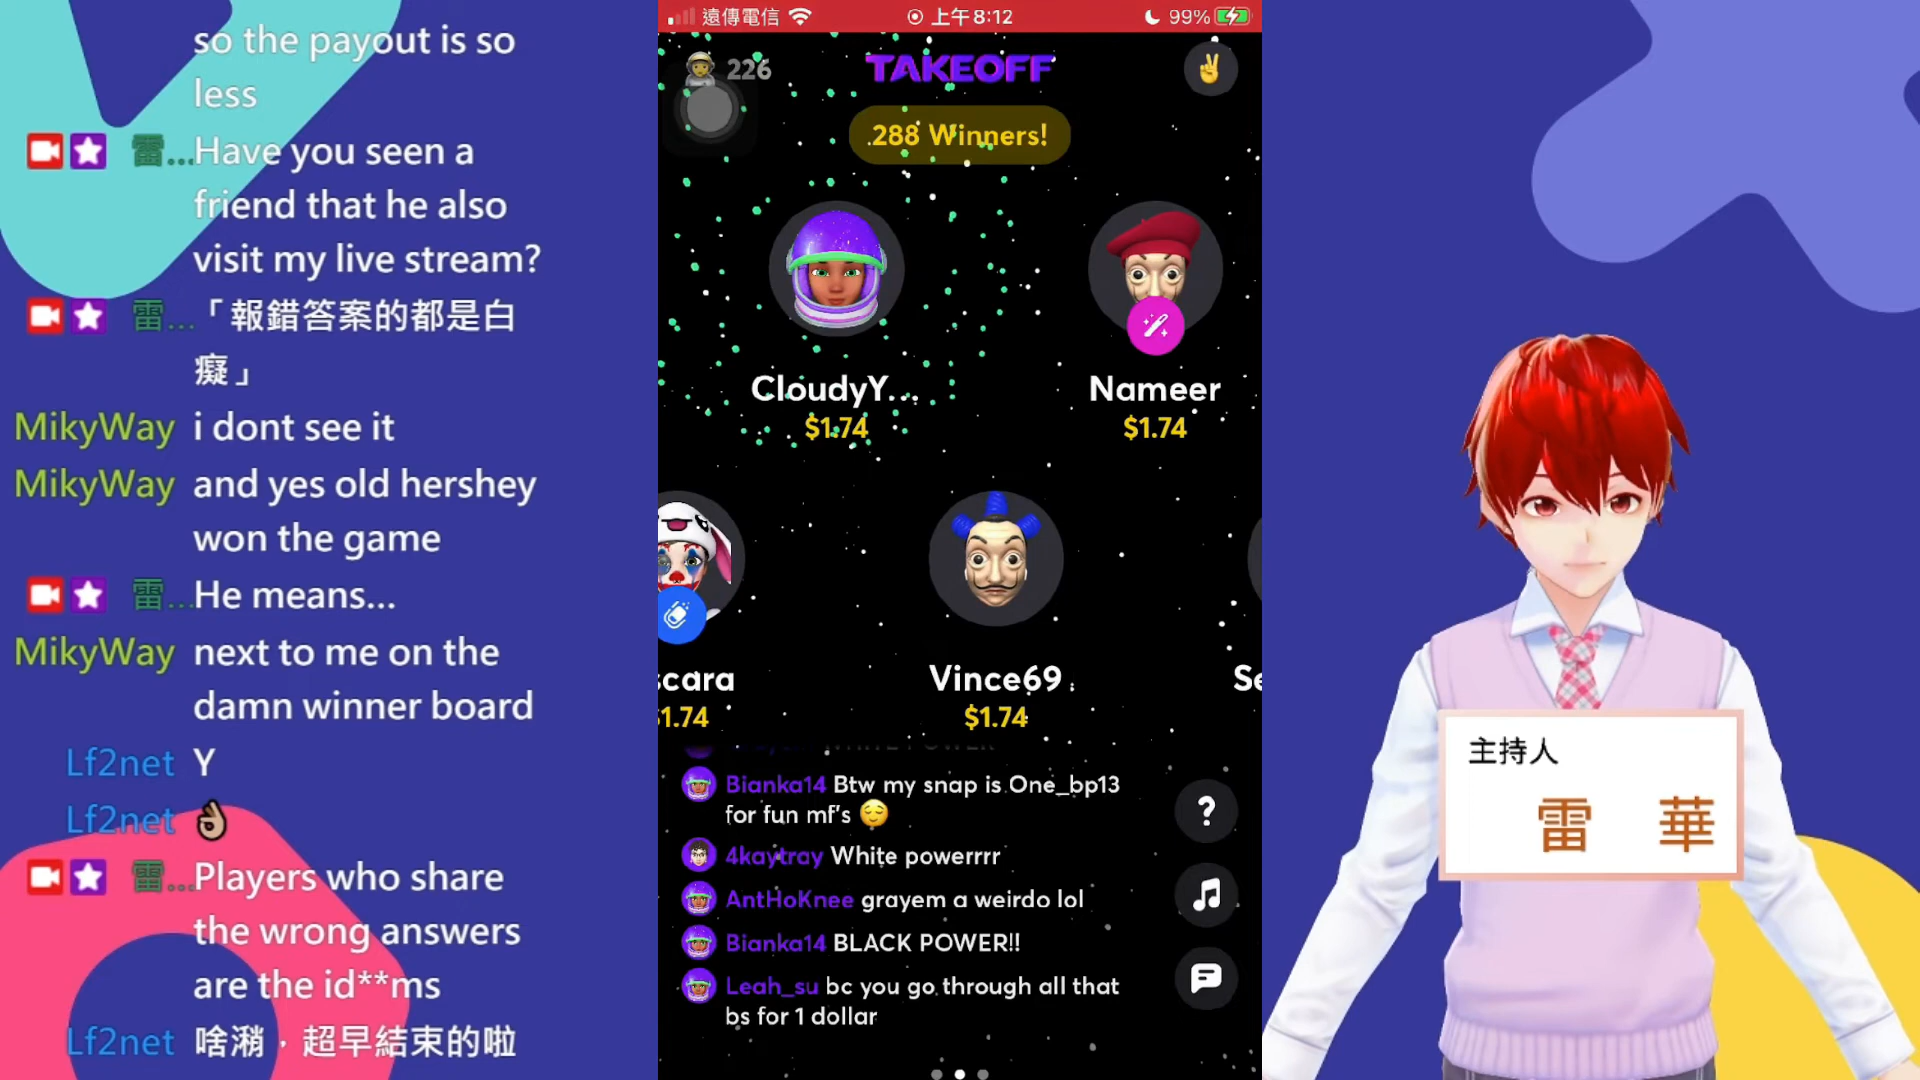 so the payout is so
less
雷...Have you seen a
friend that he also
visit my live stream?
雷...「報錯答案的都是白
癡」
MikyWay i dont see it
MikyWay and yes old hershey
won the game
雷...He means...
MikyWay next to me on the
damn winner board
Lf2net Y
Lf2net 👌🏽
雷...Players who share
the wrong answers
are the id**ms
Lf2net 啥潲，超早結束的啦
遠傳電信
上午8:12
99%
226
TAKEOFF
✌
288 Winners!
CloudyY...
$1.74
Nameer
$1.74
scara
$1.74
Vince69
$1.74
Se
Bianka14 Btw my snap is One_bp13
for fun mf's 😌
4kaytray White powerrrr
AntHoKnee grayem a weirdo lol
Bianka14 BLACK POWER!!
Leah_su bc you go through all that
bs for 1 dollar
?
主持人
雷 華